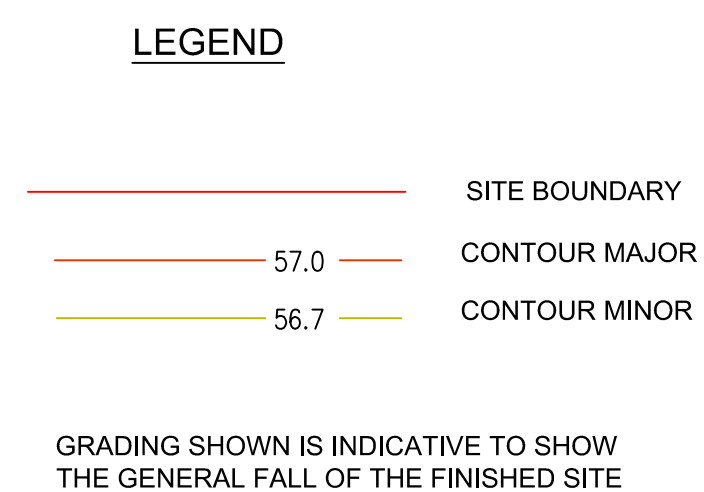 LEGEND
SITE BOUNDARY
57.0 CONTOUR MAJOR
56.7 CONTOUR MINOR
GRADING SHOWN IS INDICATIVE TO SHOW
THE GENERAL FALL OF THE FINISHED SITE